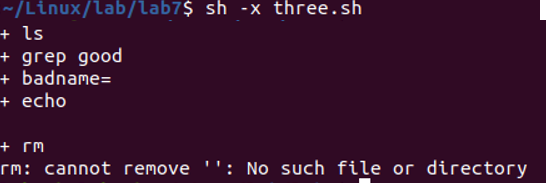 ~/Linux/lab/lab7$ sh -x three.sh
+ ls
+ grep good
+ badname=
+ echo
+ rm
rm: cannot remove '': No such file or directory